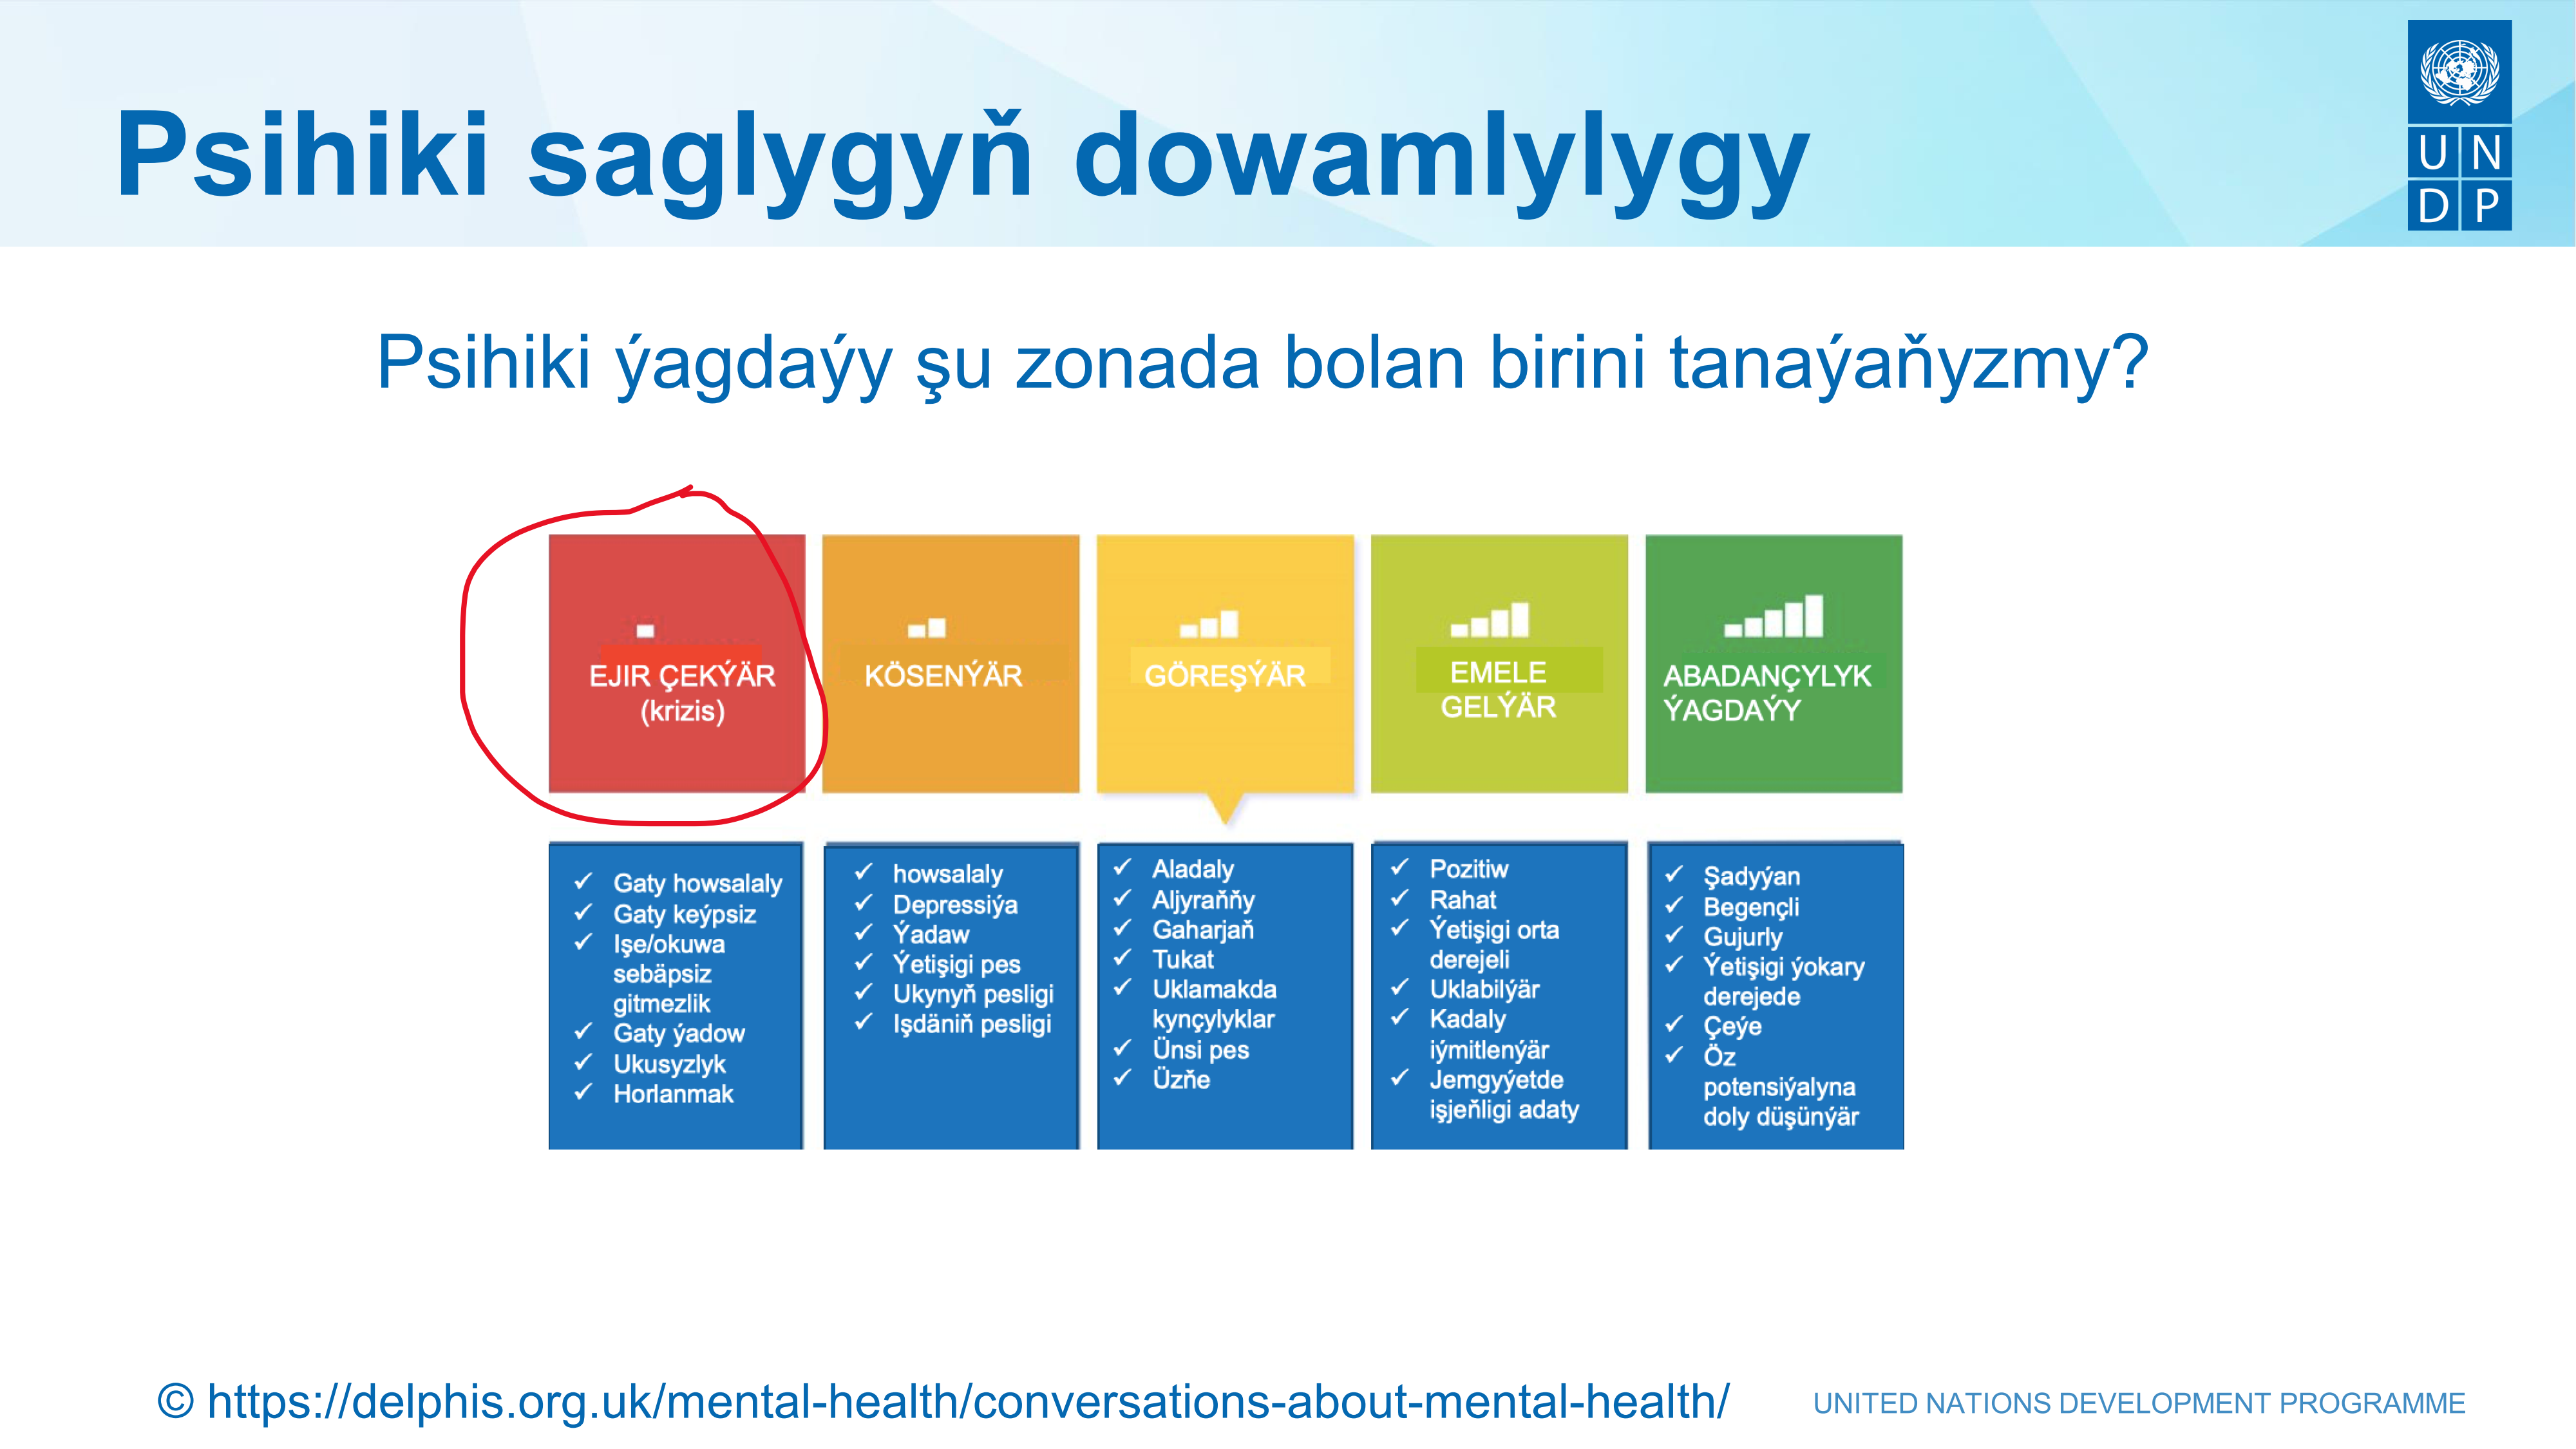 Psihiki saglygyň dowamlylygy
U N
D P
Psihiki ýagdaýy şu zonada bolan birini tanaýaňyzmy?
EJIR ÇEKÝÄR
(krizis)
KÖSENÝÄR
GÖREŞÝÄR
EMELE
GELÝÄR
ABADANÇYLYK
ÝAGDAÝY
✓ Gaty howsalaly
✓ Gaty keýpsiz
✓ Işe/okuwa
sebäpsiz
gitmezlik
✓ Gaty ýadow
✓ Ukusyzlyk
✓ Horlanmak
✓ howsalaly
✓ Depressiýa
✓ Ýadaw
✓ Ýetişigi pes
✓ Ukynyň pesligi
✓ Işdäniň pesligi
✓ Aladaly
✓ Aljyraňňy
✓ Gaharjaň
✓ Tukat
✓ Uklamakda
kynçylyklar
✓ Ünsi pes
✓ Üzňe
✓ Pozitiw
✓ Rahat
✓ Ýetişigi orta
derejeli
✓ Uklabilýär
✓ Kadaly
iýmitlenýär
✓ Jemgyýetde
işjeňligi adaty
✓ Şadyýan
✓ Begençli
✓ Gujurly
✓ Ýetişigi ýokary
derejede
✓ Çeýe
✓ Öz
potensiýalyna
doly düşünýär
© https://delphis.org.uk/mental-health/conversations-about-mental-health/
UNITED NATIONS DEVELOPMENT PROGRAMME